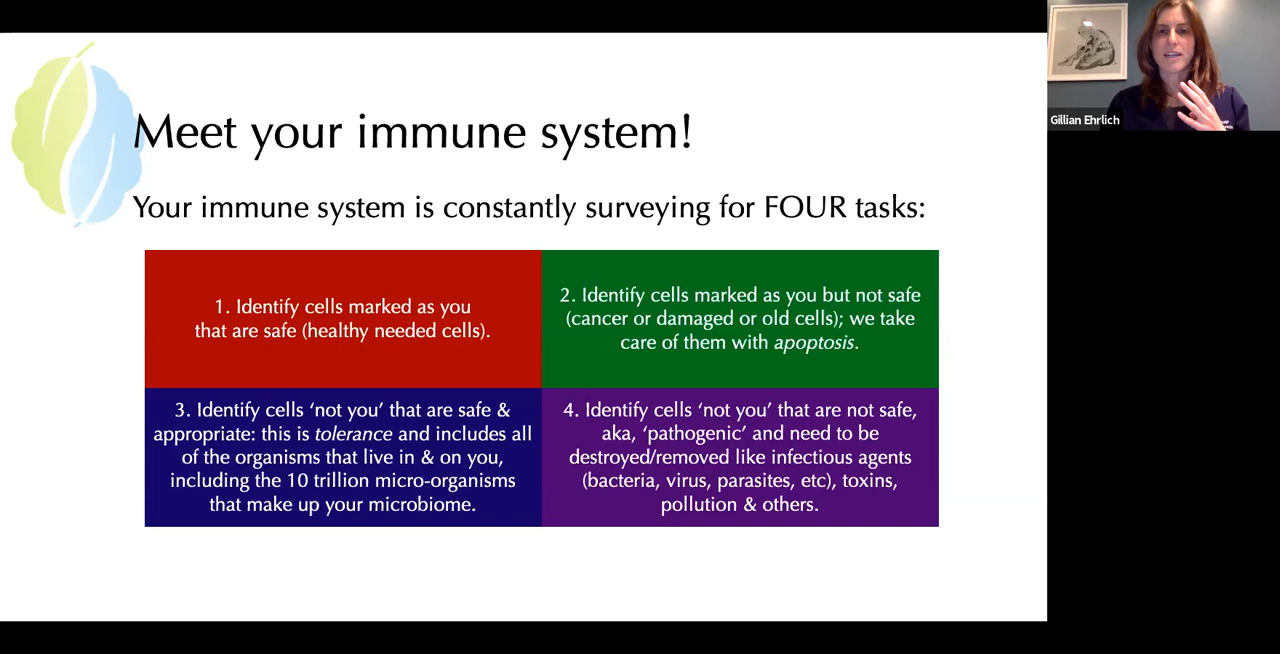 Meet your immune system!
Your immune system is constantly surveying for FOUR tasks:
1. Identify cells marked as you
that are safe (healthy needed cells).
2. Identify cells marked as you but not safe
(cancer or damaged or old cells); we take
care of them with apoptosis.
3. Identify cells ‘not you’ that are safe &
appropriate: this is tolerance and includes all
of the organisms that live in & on you,
including the 10 trillion micro-organisms
that make up your microbiome.
4. Identify cells ‘not you’ that are not safe,
aka, ‘pathogenic’ and need to be
destroyed/removed like infectious agents
(bacteria, virus, parasites, etc), toxins,
pollution & others.
Gillian Ehrlich